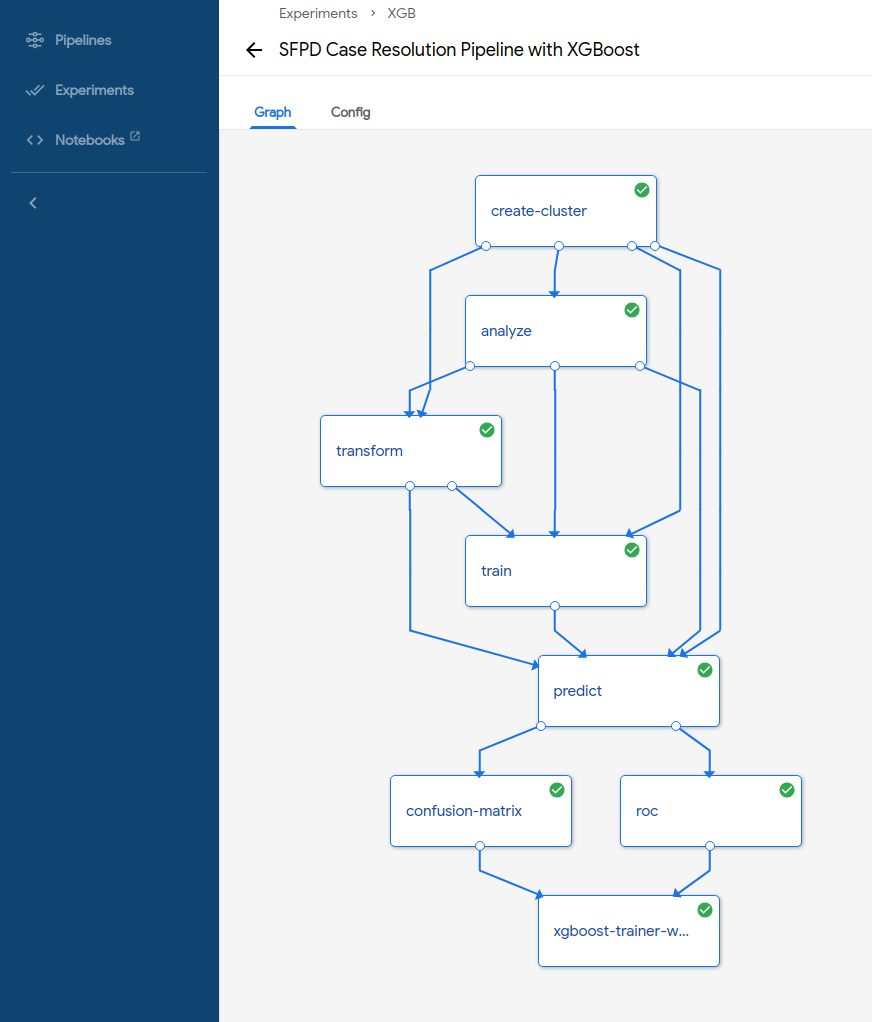 Experiments > XGB
SFPD Case Resolution Pipeline with XGBoost
Pipelines
Experiments
Notebooks
Graph Config
create-cluster
analyze
transform
train
predict
confusion-matrix roc
xgboost-trainer-w...